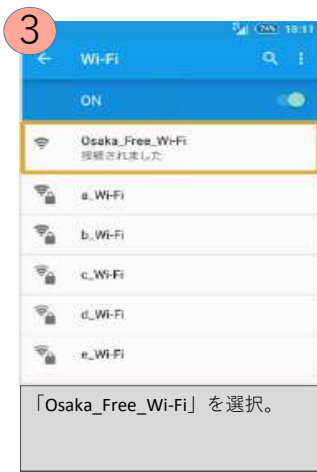 3
74% 18:11
Wi-Fi
ON
Osaka_Free_Wi-Fi
接続されました
a_Wi-Fi
b_Wi-Fi
c_Wi-Fi
d_Wi-Fi
e_Wi-Fi
「Osaka_Free_Wi-Fi」を選択。